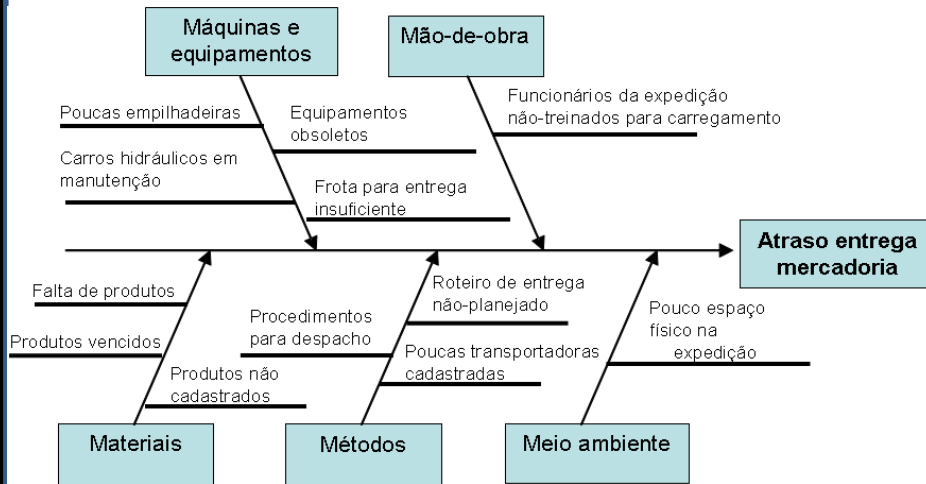 Máquinas e
equipamentos
Mão-de-obra
Poucas empilhadeiras
Equipamentos
obsoletos
Funcionários da expedição
não-treinados para carregamento
Carros hidráulicos em
manutenção
Frota para entrega
insuficiente
Atraso entrega
mercadoria
Falta de produtos
Roteiro de entrega
não-planejado
Pouco espaço
físico na
expedição
Procedimentos
para despacho
Produtos vencidos
Poucas transportadoras
cadastradas
Produtos não
cadastrados
Materiais
Métodos
Meio ambiente